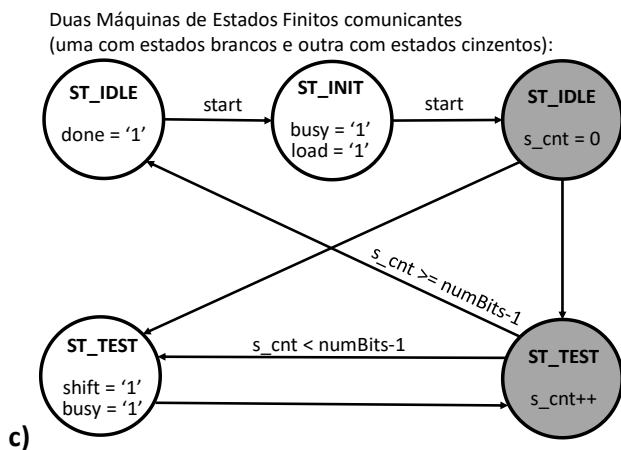 Duas Máquinas de Estados Finitos comunicantes
(uma com estados brancos e outra com estados cinzentos):
ST_IDLE
done = ‘1’
start
ST_INIT
busy = ‘1’
load = ‘1’
start
ST_IDLE
s_cnt = 0
s_cnt >= numBits-1
ST_TEST
shift = ‘1’
busy = ‘1’
s_cnt < numBits-1
ST_TEST
s_cnt++
c)